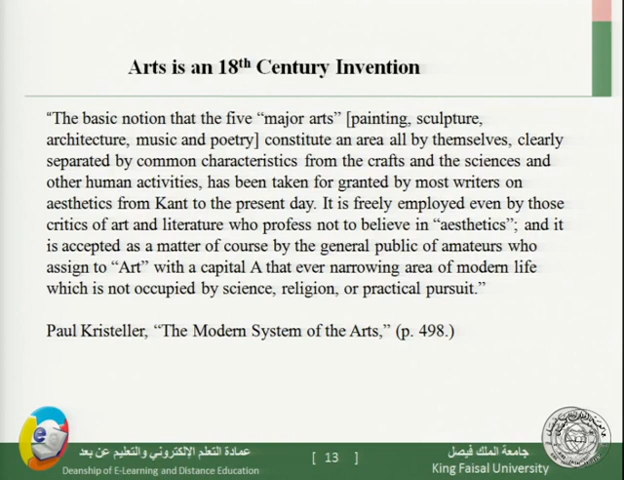 Arts is an 18th Century Invention
"The basic notion that the five “major arts” [painting, sculpture,
architecture, music and poetry] constitute an area all by themselves, clearly
separated by common characteristics from the crafts and the sciences and
other human activities, has been taken for granted by most writers on
aesthetics from Kant to the present day. It is freely employed even by those
critics of art and literature who profess not to believe in “aesthetics”; and it
is accepted as a matter of course by the general public of amateurs who
assign to “Art” with a capital A that ever narrowing area of modern life
which is not occupied by science, religion, or practical pursuit.”
Paul Kristeller, “The Modern System of the Arts,” (p. 498.)
عمادة التعلم الإلكتروني والتعليم عن بعد
Deanship of E-Learning and Distance Education
[ 13 ]
جامعة الملك فيصل
King Faisal University